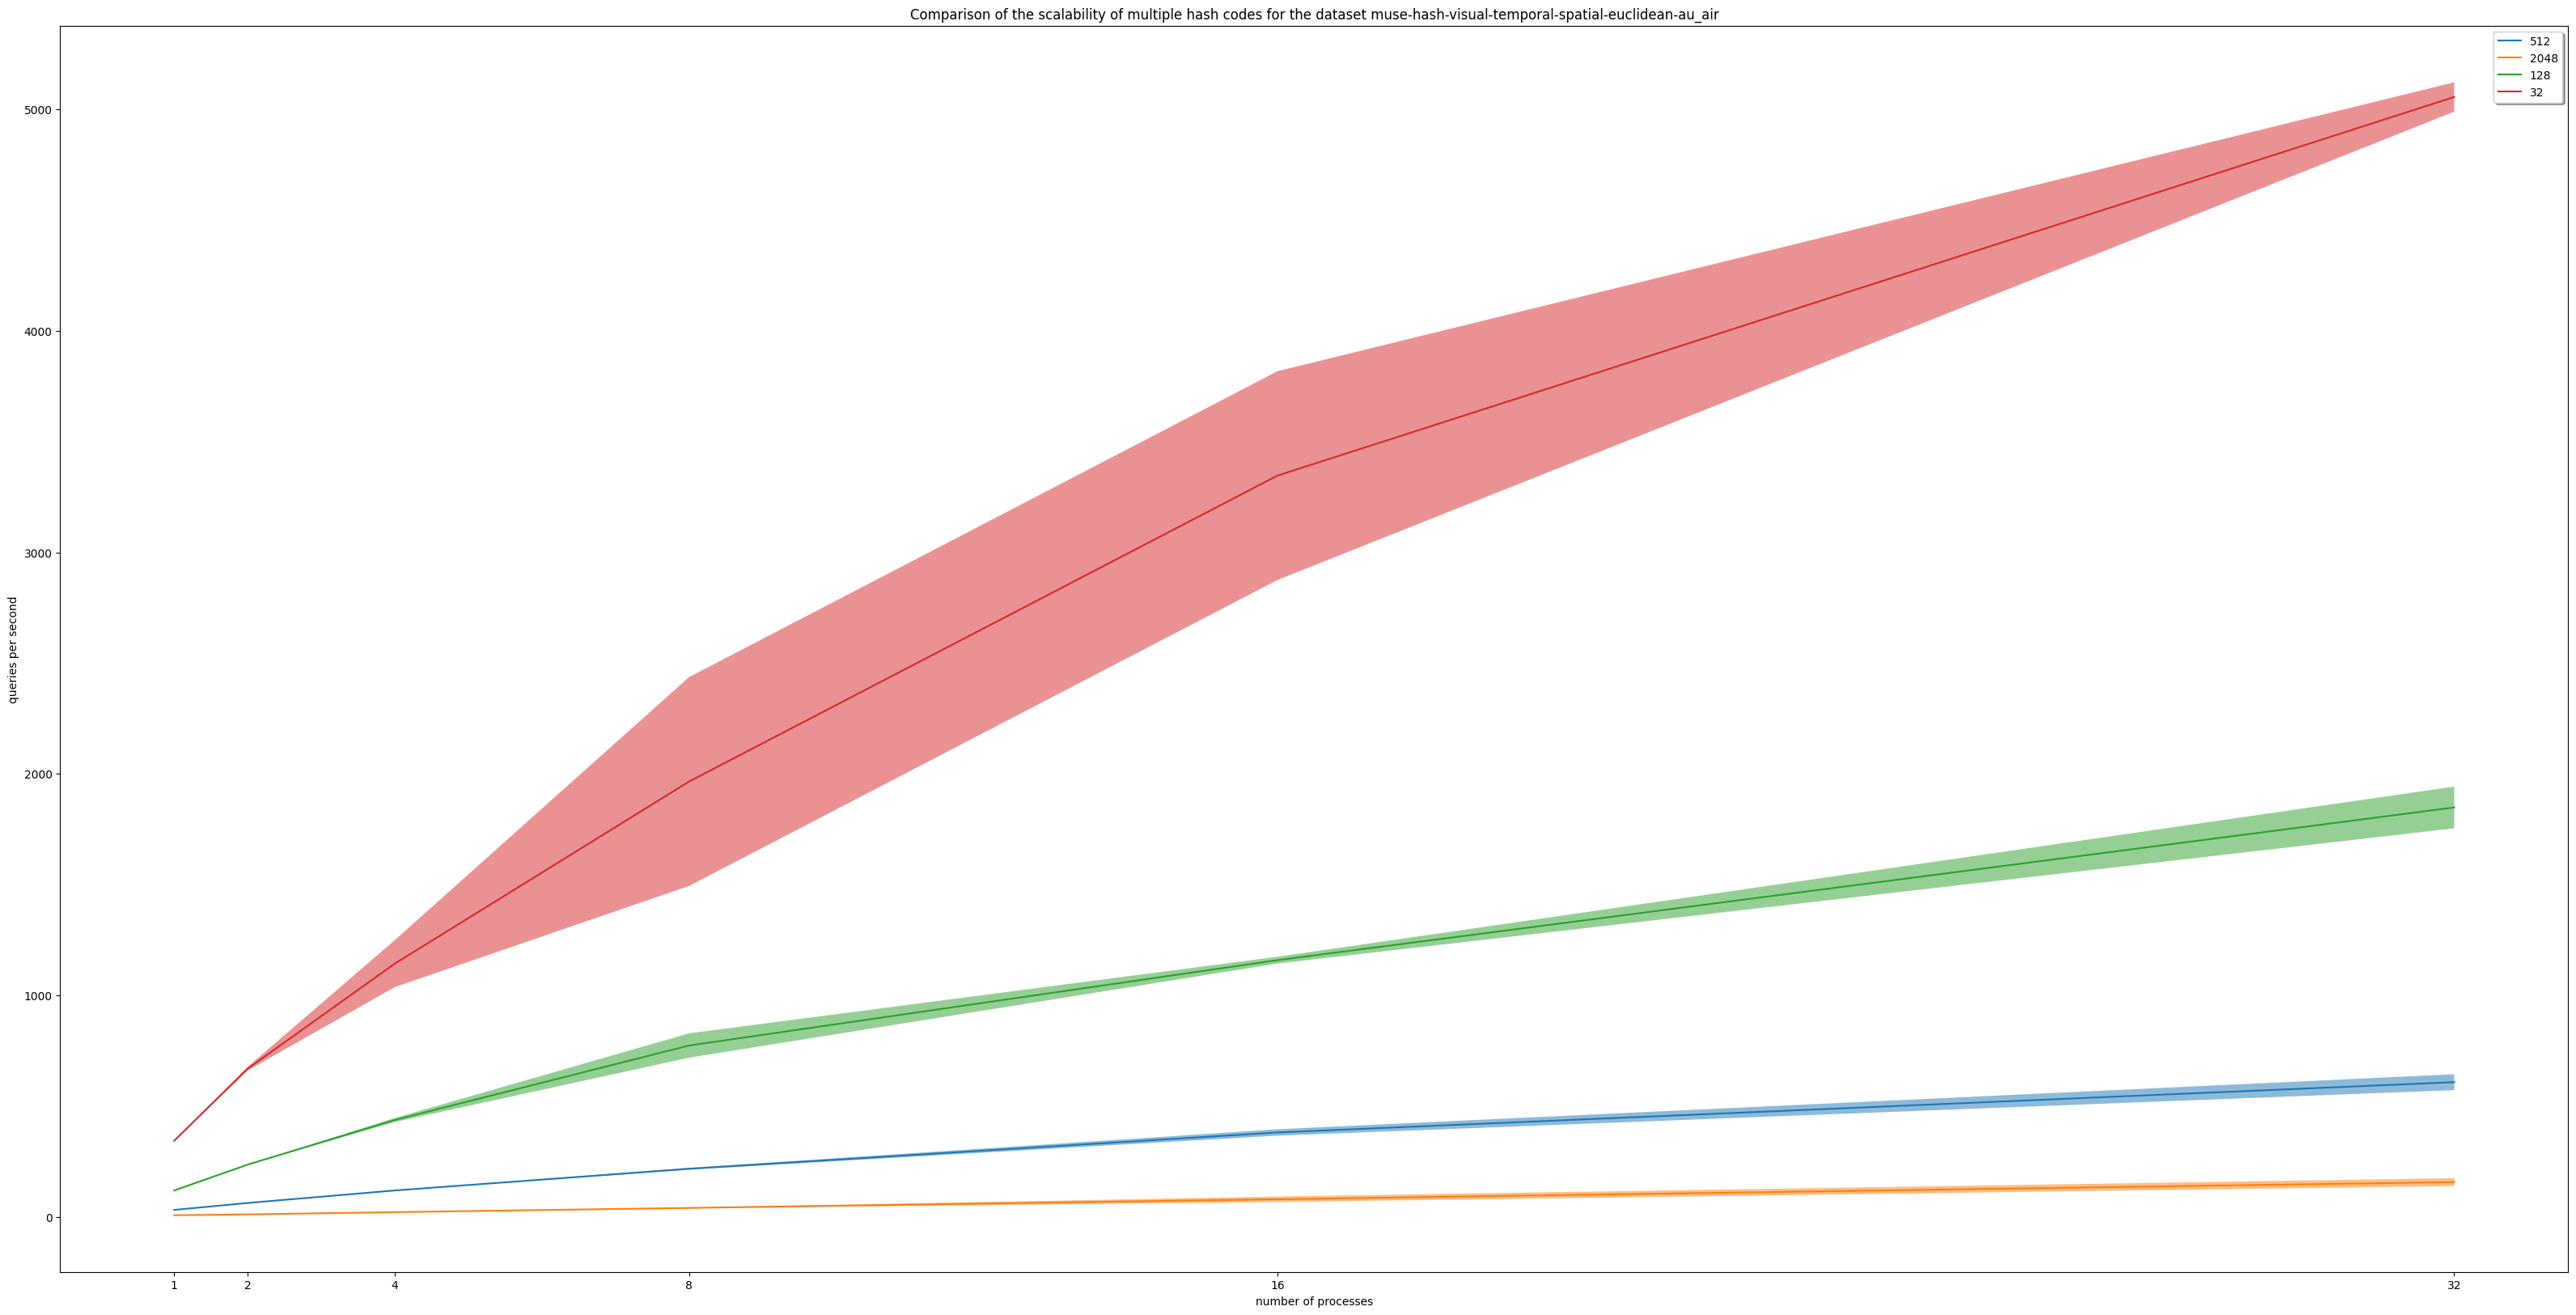 Comparison of the scalability of multiple hash codes for the dataset muse-hash-visual-temporal-spatial-euclidean-au_air
512
2048
128
32
queries per second
5000
4000
3000
2000
1000
0
1 2 4 8 16 32
number of processes